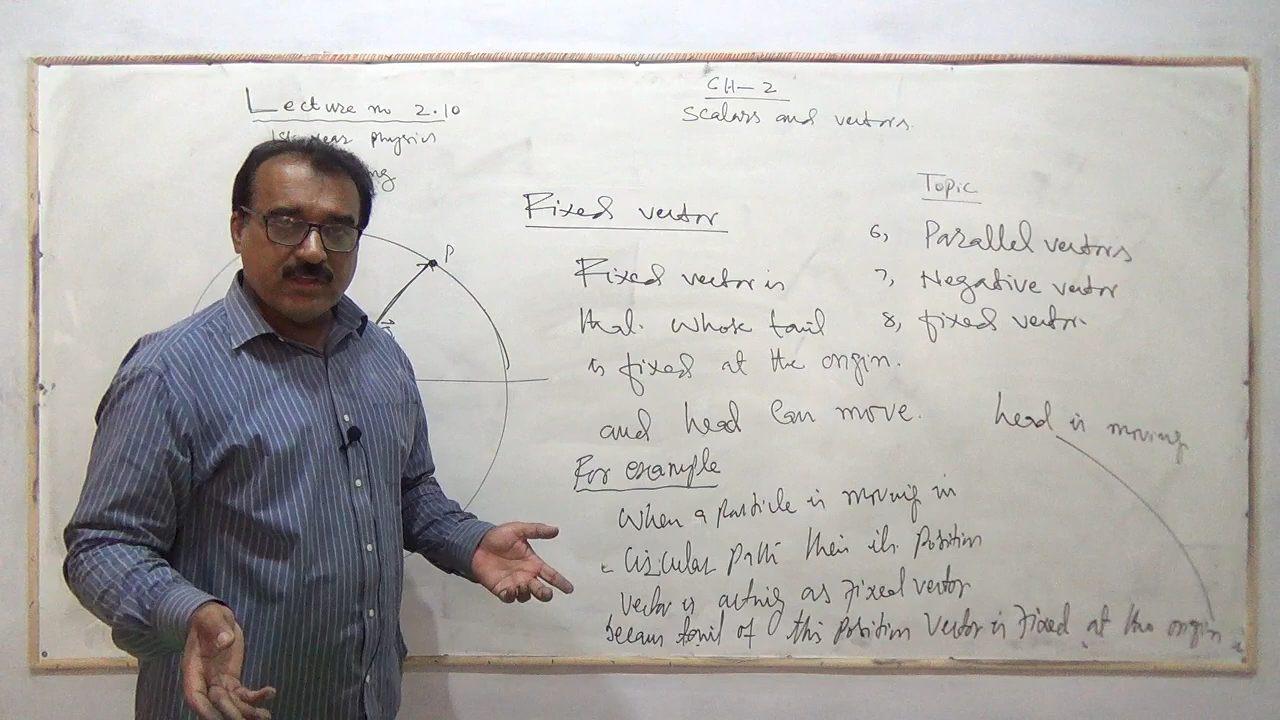 Lecture no 2.10
1st year physics
CH-2
Scalars and vectors.
Topic
6, Parallel vectors
7, Negative vector
8, fixed vector.
P
Fixed vector
Fixed vector is
that. whose tail
is fixed at the origin.
and head can move.
head is moving
For example
When a particle is moving in
circular path then its position
vector is acting as fixed vector
becaus tail of this position vector is fixed at the origin